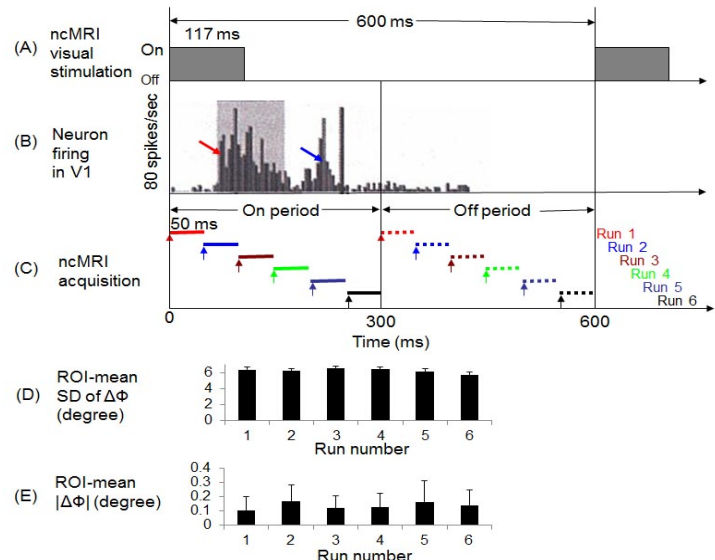 600 ms
(A) ncMRI visual stimulation
On
117 ms
Off
(B) Neuron firing in V1
80 spikes/sec
On period
Off period
50 ms
(C) ncMRI acquisition
Run 1
Run 2
Run 3
Run 4
Run 5
Run 6
0 300 600
Time (ms)
(D) ROI-mean SD of ΔΦ (degree)
6
4
2
0
1 2 3 4 5 6
Run number
(E) ROI-mean |ΔΦ| (degree)
0.4
0.3
0.2
0.1
0
1 2 3 4 5 6
Run number